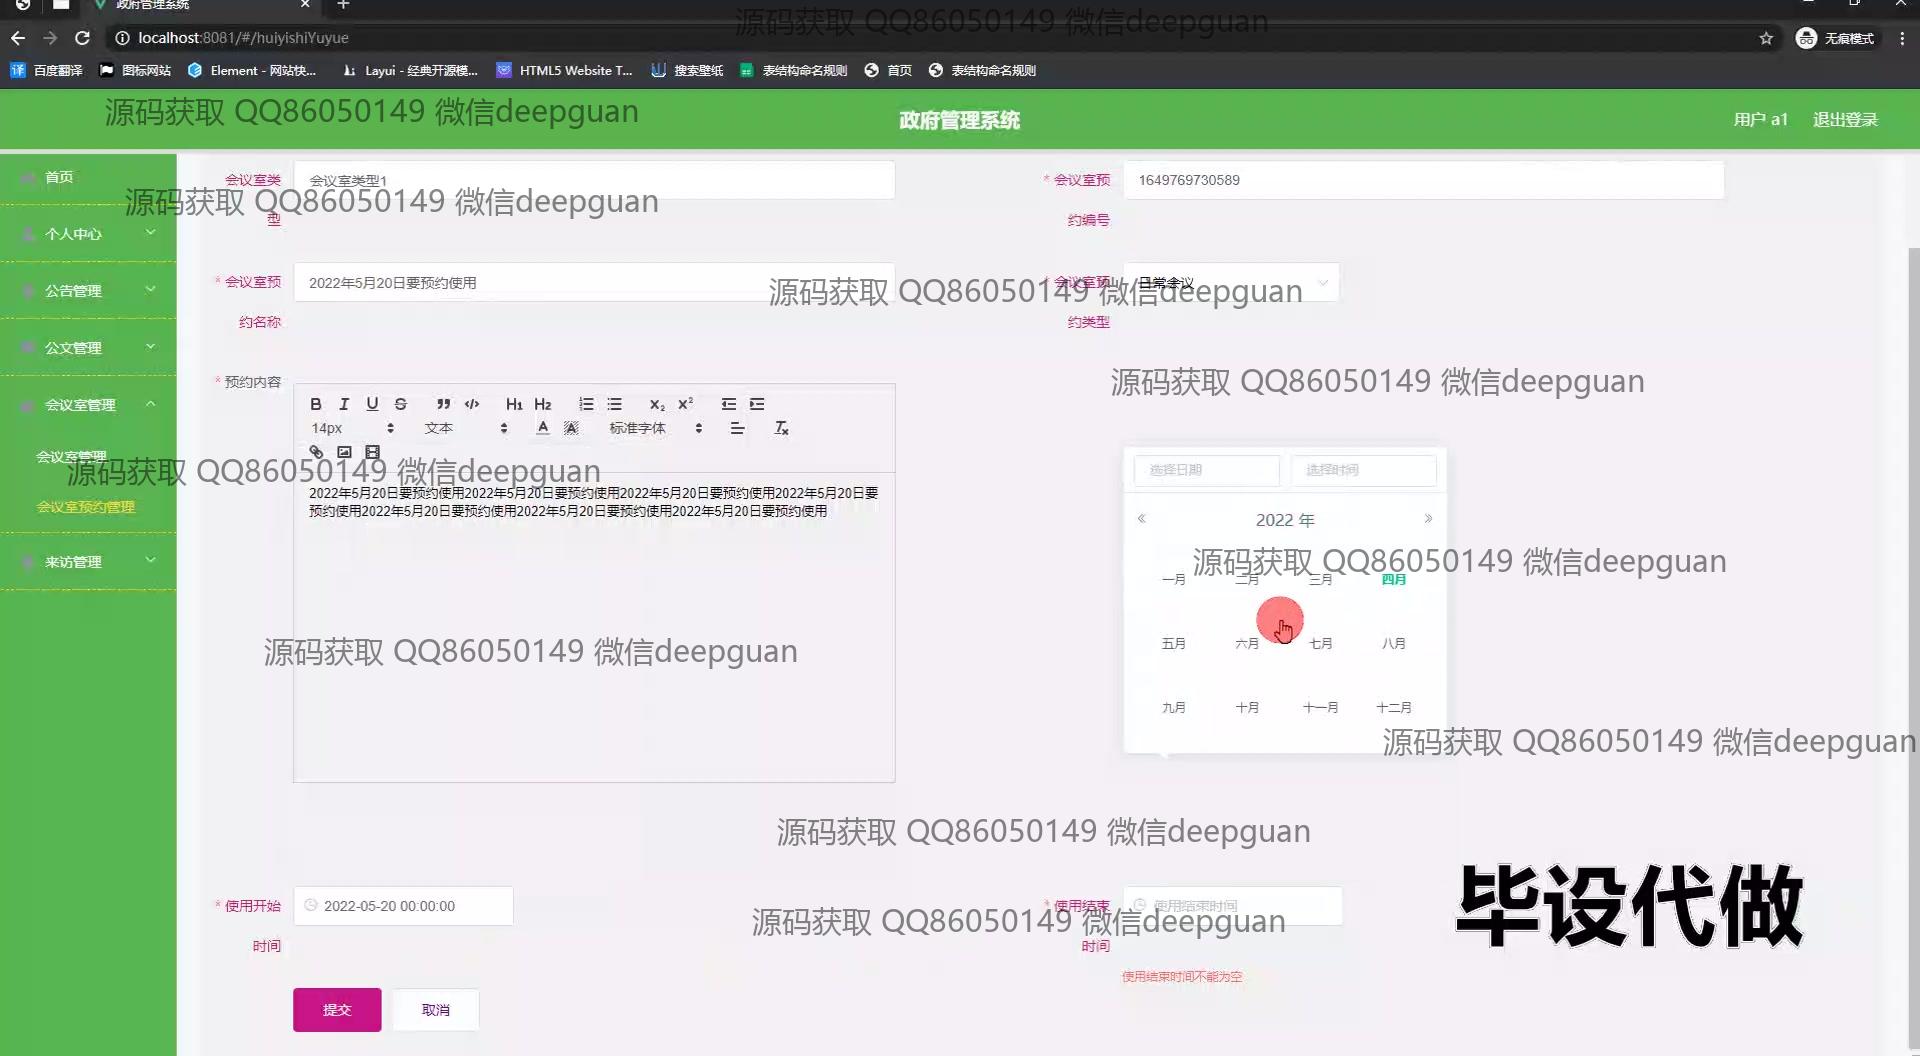 政府管理系统
源码获取 QQ86050149 微信deepguan
localhost:8081/#/huiyishiYuyue
无痕模式
百度翻译 图标网站 Element - 网站快... Layui - 经典开源模... HTML5 Website T... 搜索壁纸 表结构命名规则 首页 表结构命名规则
源码获取 QQ86050149 微信deepguan
政府管理系统
用户 a1 退出登录
首页
个人中心
公告管理
公文管理
会议室管理
会议室管理
会议室预约管理
来访管理
会议室类型
会议室类型1
* 会议室预约编号
1649769730589
源码获取 QQ86050149 微信deepguan
* 会议室预约名称
2022年5月20日要预约使用
* 会议室预约类型
日常会议
源码获取 QQ86050149 微信deepguan
* 预约内容
源码获取 QQ86050149 微信deepguan
B I U S H1 H2 x2 x2
14px 文本 A A 标准字体 Tx
源码获取 QQ86050149 微信deepguan
2022年5月20日要预约使用2022年5月20日要预约使用2022年5月20日要预约使用2022年5月20日要
预约使用2022年5月20日要预约使用2022年5月20日要预约使用2022年5月20日要预约使用
选择日期 选择时间
« 2022 年 »
源码获取 QQ86050149 微信deepguan
一月 二月 三月 四月
五月 六月 七月 八月
九月 十月 十一月 十二月
源码获取 QQ86050149 微信deepguan
源码获取 QQ86050149 微信deepguan
源码获取 QQ86050149 微信deepguan
* 使用开始时间
2022-05-20 00:00:00
* 使用结束时间
使用结束时间
源码获取 QQ86050149 微信deepguan
毕设代做
使用结束时间不能为空
提交 取消